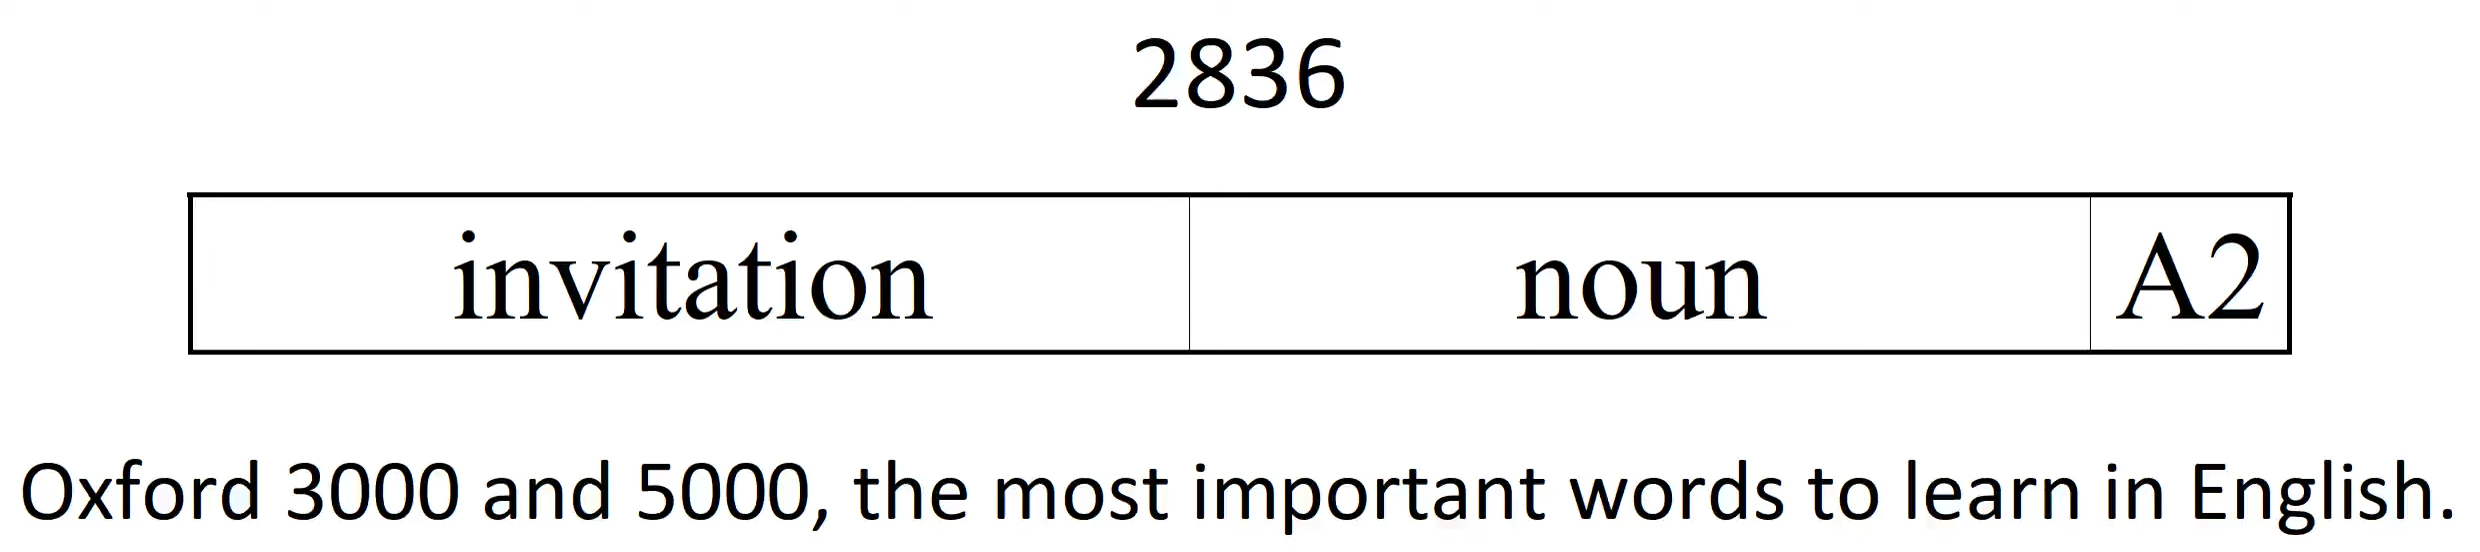 2836
invitation noun A2
Oxford 3000 and 5000, the most important words to learn in English.